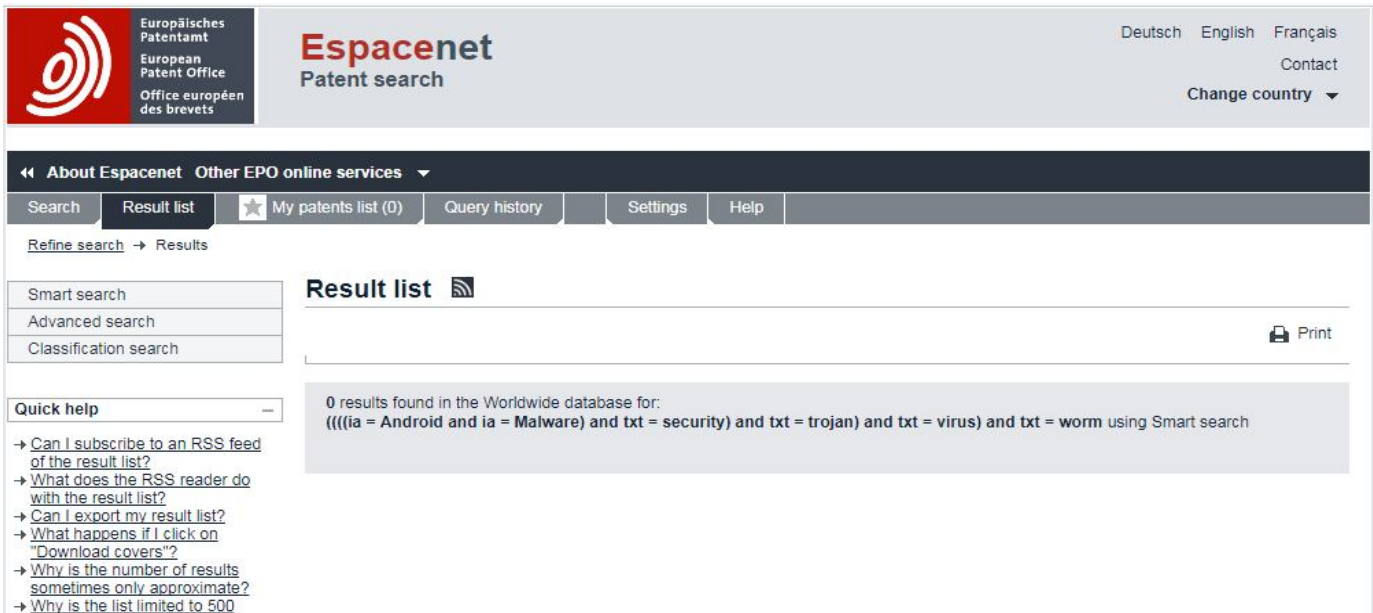 Europäisches
Patentamt
European
Patent Office
Office européen
des brevets
Espacenet
Patent search
Deutsch English Français
Contact
Change country
About Espacenet Other EPO online services
Search Result list My patents list (0) Query history Settings Help
Refine search → Results
Smart search
Advanced search
Classification search
Result list
Print
0 results found in the Worldwide database for:
((((ia = Android and ia = Malware) and txt = security) and txt = trojan) and txt = virus) and txt = worm using Smart search
Quick help
→ Can I subscribe to an RSS feed
of the result list?
→ What does the RSS reader do
with the result list?
→ Can I export my result list?
→ What happens if I click on
"Download covers"?
→ Why is the number of results
sometimes only approximate?
→ Why is the list limited to 500